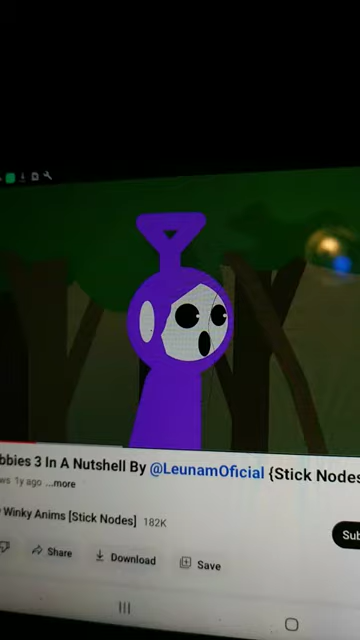 bbies 3 In A Nutshell By @LeunamOficial {Stick Nodes
ws 1y ago ...more
Winky Anims [Stick Nodes] 182K
Sub
Share Download Save